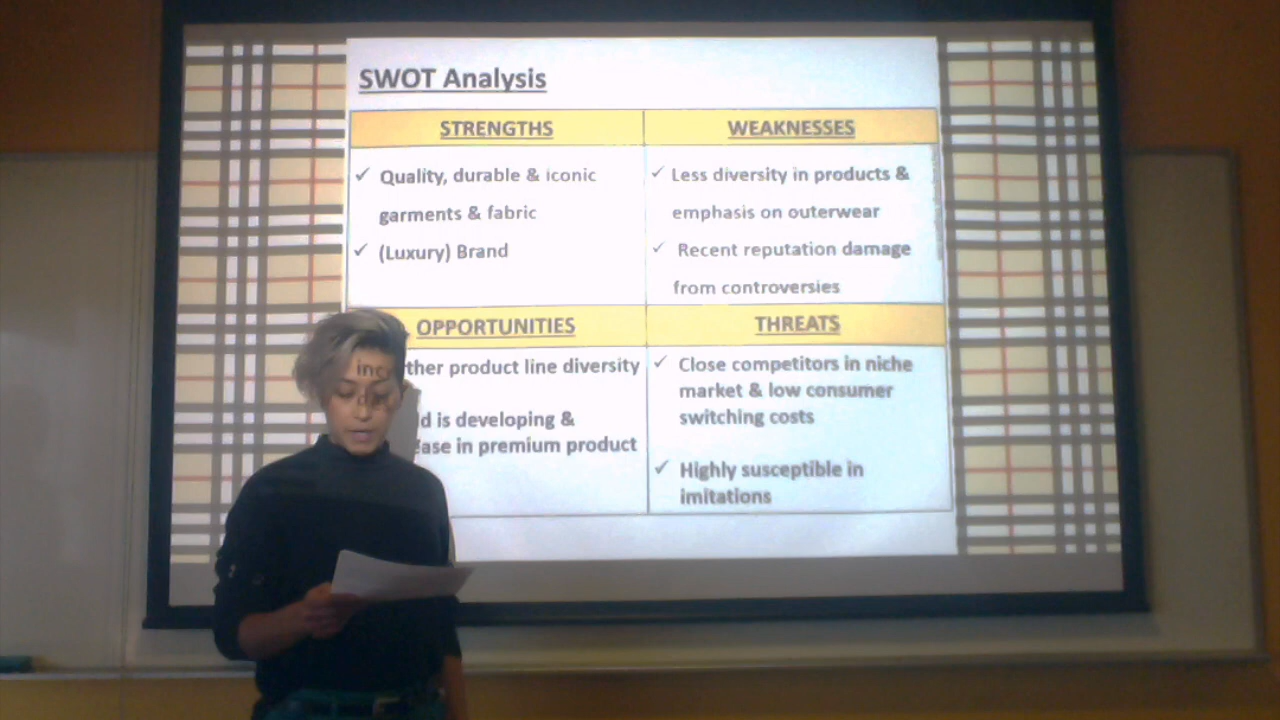 SWOT Analysis
STRENGTHS
✓ Quality, durable & iconic
garments & fabric
✓ (Luxury) Brand
WEAKNESSES
✓ Less diversity in products &
emphasis on outerwear
✓ Recent reputation damage
from controversies
OPPORTUNITIES
ther product line diversity
d is developing &
inc ease in premium product
THREATS
✓ Close competitors in niche
market & low consumer
switching costs
✓ Highly susceptible in
imitations